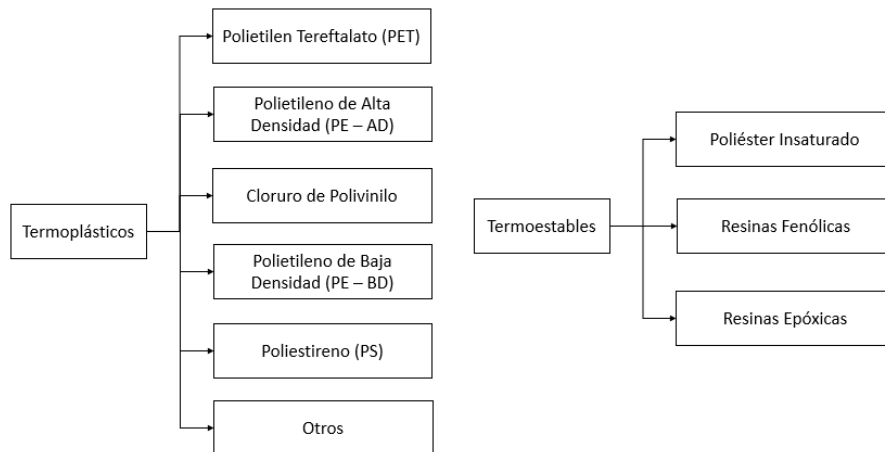 Termoplásticos
Polietilen Tereftalato (PET)
Polietileno de Alta
Densidad (PE – AD)
Cloruro de Polivinilo
Polietileno de Baja
Densidad (PE – BD)
Poliestireno (PS)
Otros
Termoestables
Poliéster Insaturado
Resinas Fenólicas
Resinas Epóxicas